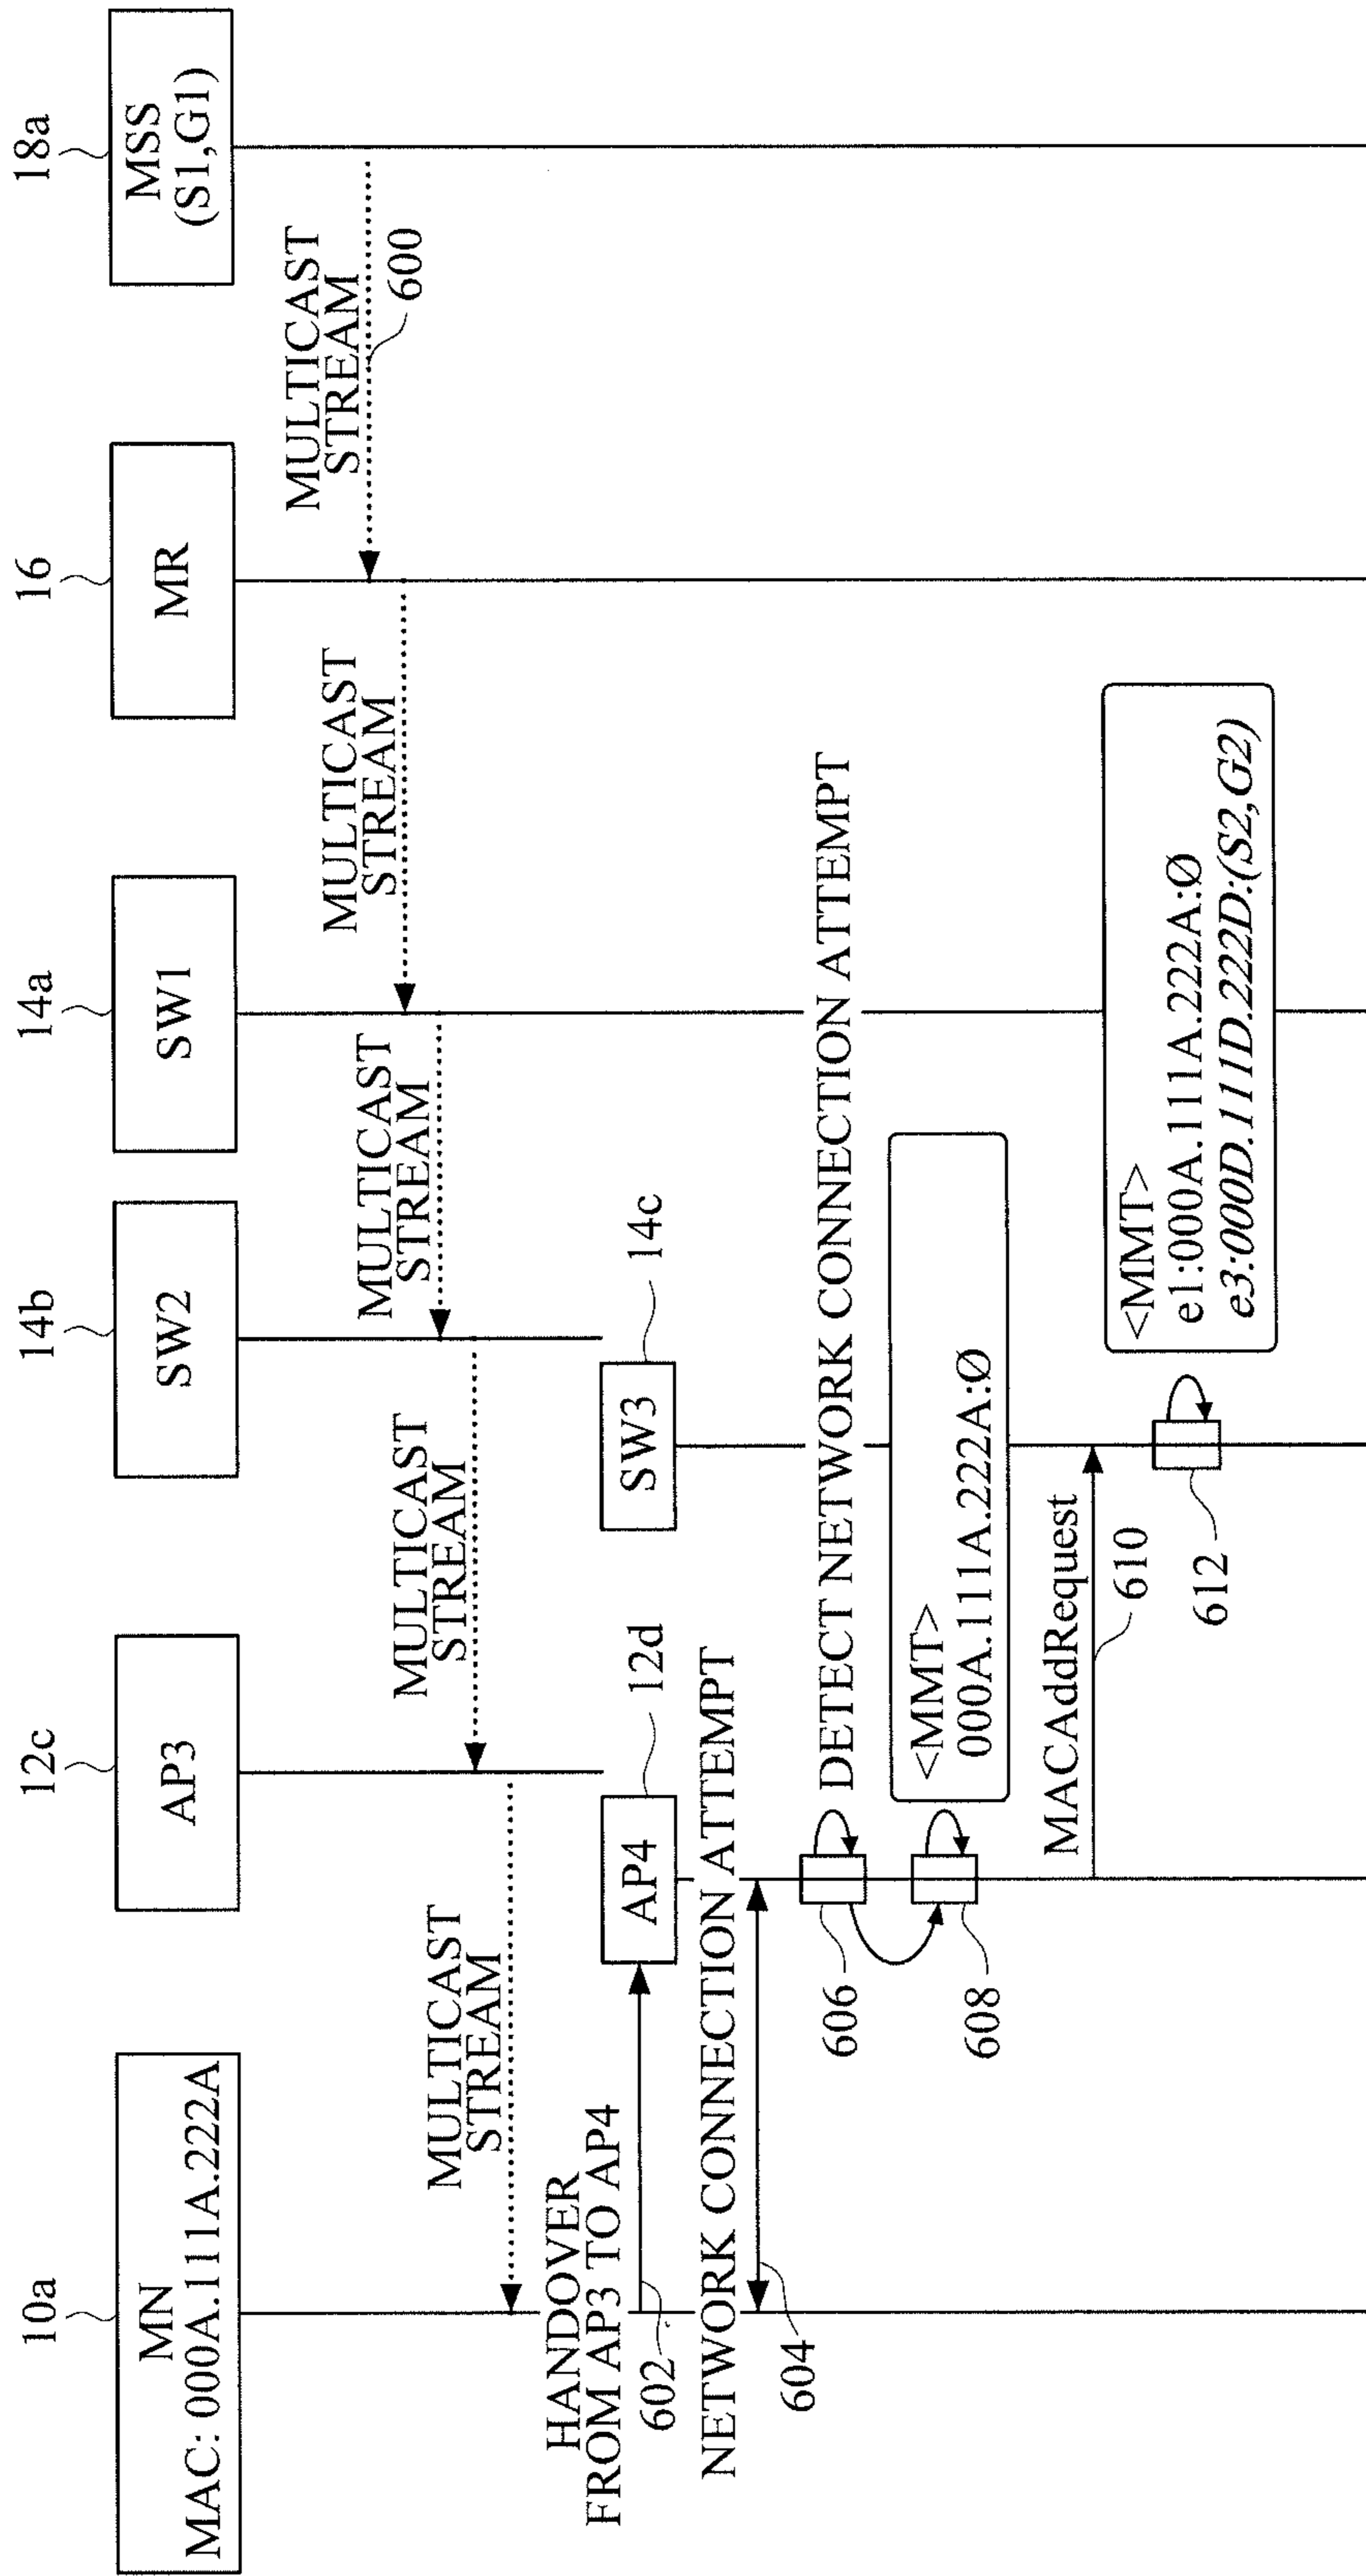 10a
12c
14b
14a
16
18a
MN
MAC: 000A.111A.222A
AP3
SW2
SW1
MR
MSS
(S1,G1)
MULTICAST
STREAM
600
MULTICAST
STREAM
MULTICAST
STREAM
MULTICAST
STREAM
MULTICAST
STREAM
HANDOVER
FROM AP3 TO AP4
602
AP4
12d
SW3
14c
NETWORK CONNECTION ATTEMPT
604
606
DETECT NETWORK CONNECTION ATTEMPT
608
<MMT>
000A.111A.222A:Ø
MACAddRequest
610
612
<MMT>
e1:000A.111A.222A:Ø
e3:000D.111D.222D:(S2,G2)